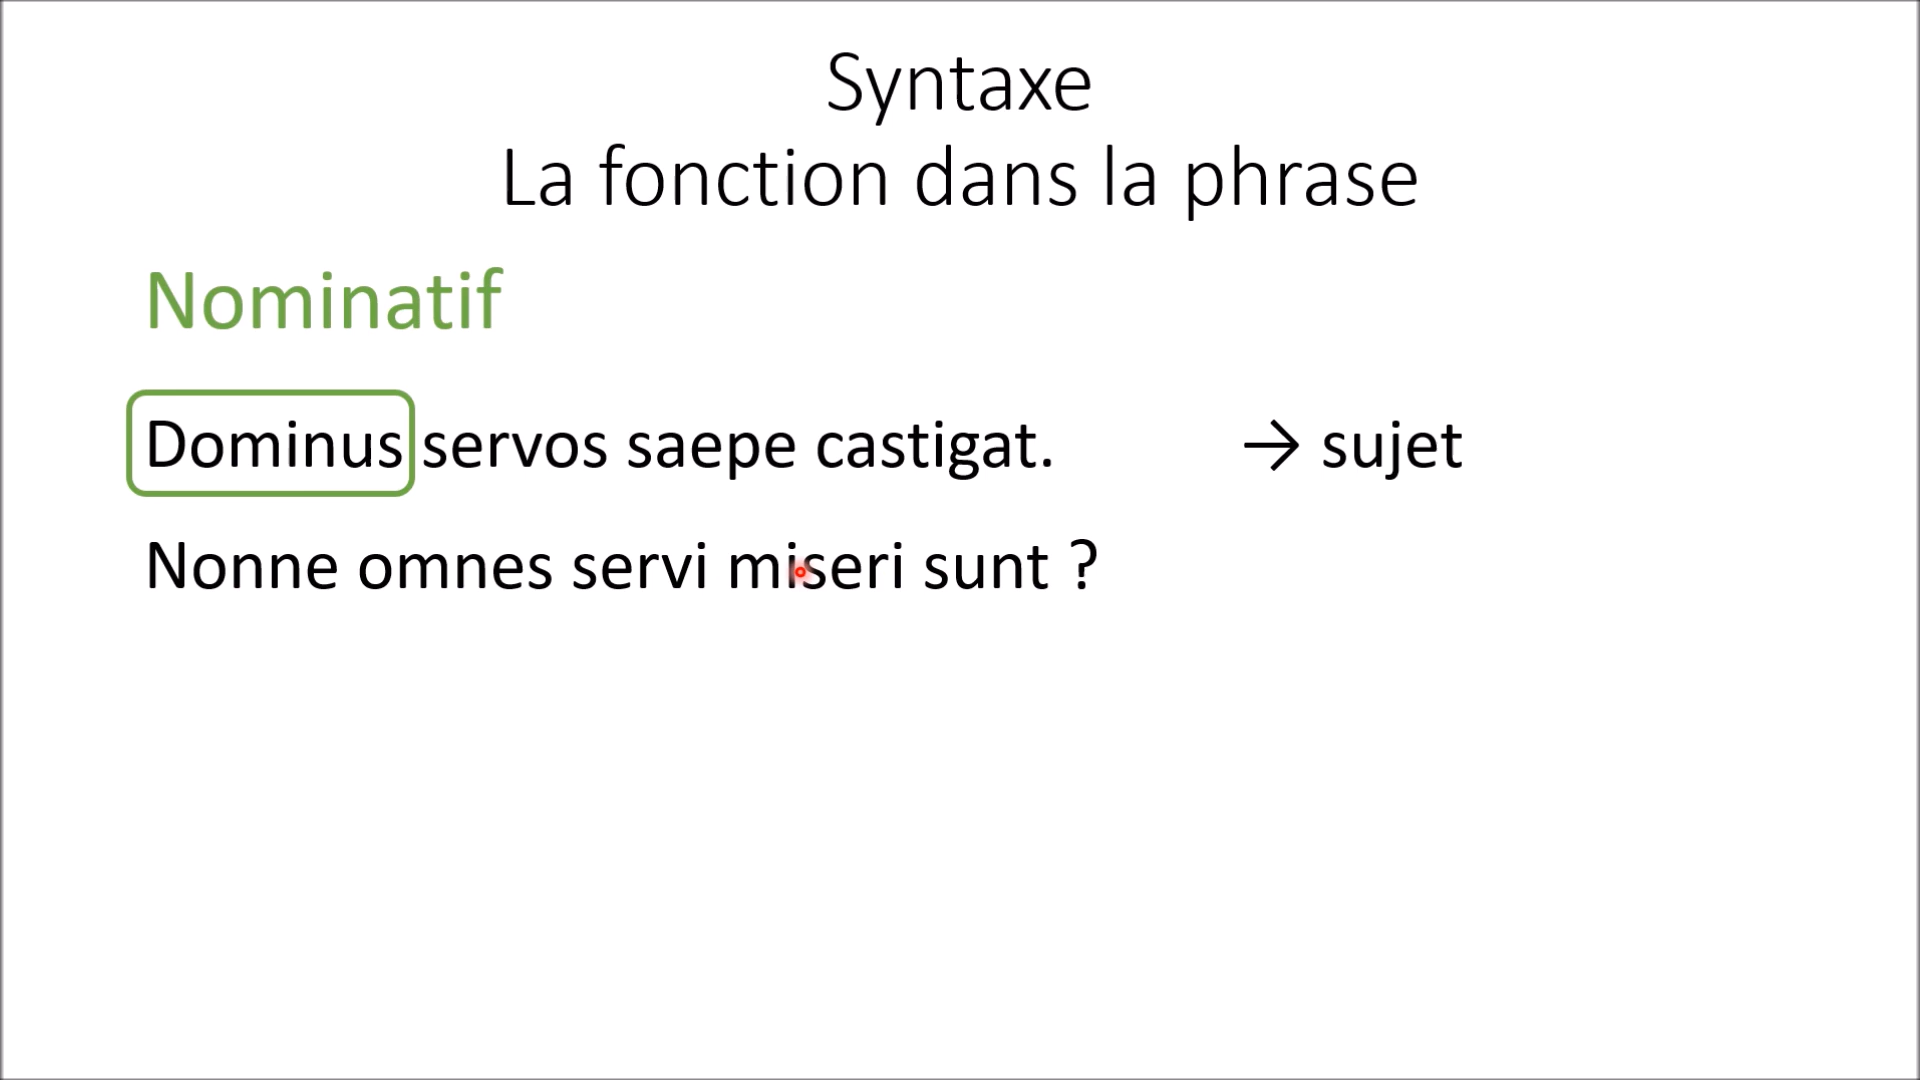 Syntaxe
La fonction dans la phrase
Nominatif
Dominus servos saepe castigat. → sujet
Nonne omnes servi miseri sunt ?